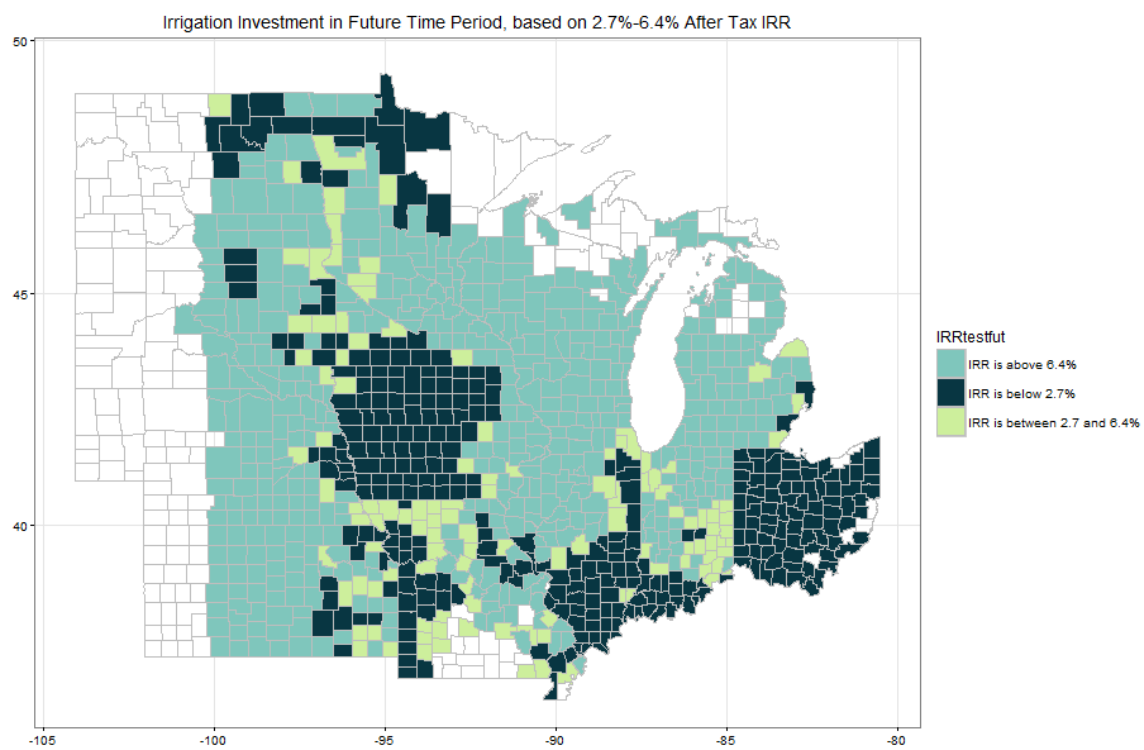 Irrigation Investment in Future Time Period, based on 2.7%-6.4% After Tax IRR
50
45
40
-105
-100
-95
-90
-85
-80
IRRtestfut
IRR is above 6.4%
IRR is below 2.7%
IRR is between 2.7 and 6.4%